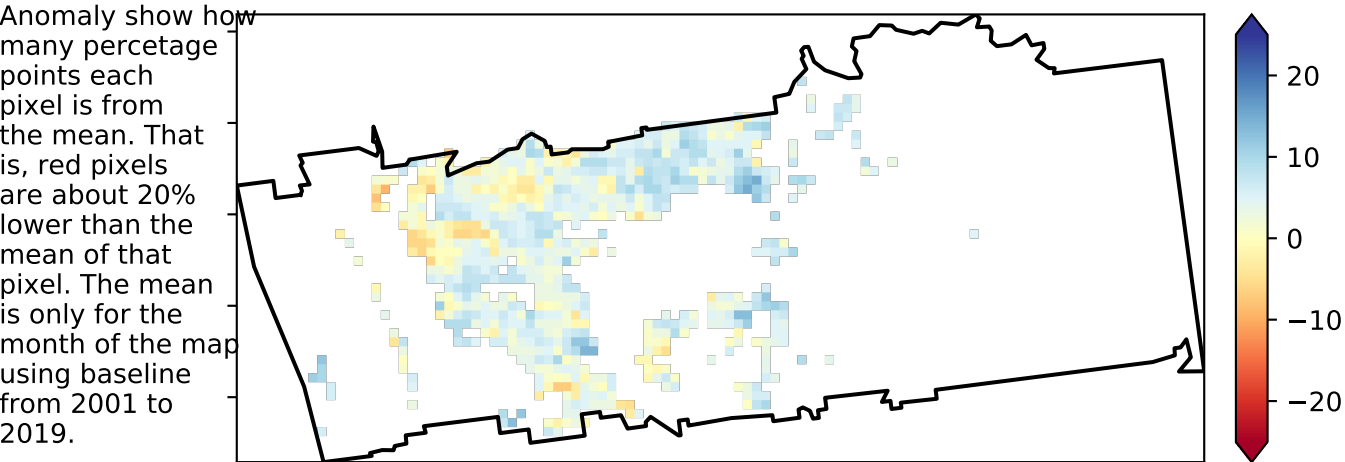 Anomaly show how
many percetage
points each
pixel is from
the mean. That
is, red pixels
are about 20%
lower than the
mean of that
pixel. The mean
is only for the
month of the map
using baseline
from 2001 to
2019.
20
10
0
−10
−20